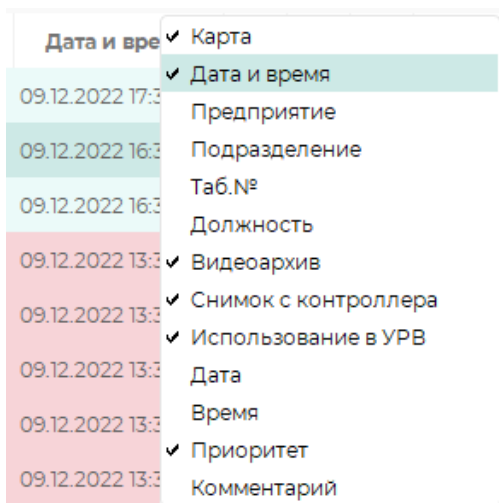 Дата и вре
09.12.2022 17:3
09.12.2022 16:3
09.12.2022 16:3
09.12.2022 13:3
09.12.2022 13:3
09.12.2022 13:3
09.12.2022 13:3
09.12.2022 13:3
Карта
Дата и время
Предприятие
Подразделение
Таб.№
Должность
Видеоархив
Снимок с контроллера
Использование в УРВ
Дата
Время
Приоритет
Комментарий